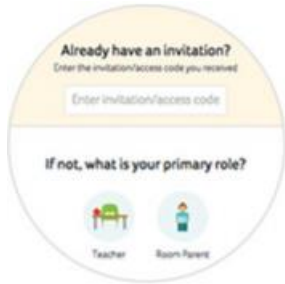 Already have an invitation?
Enter the invitation/access code you received
Enter invitation/access code
If not, what is your primary role?
Teacher Room Parent